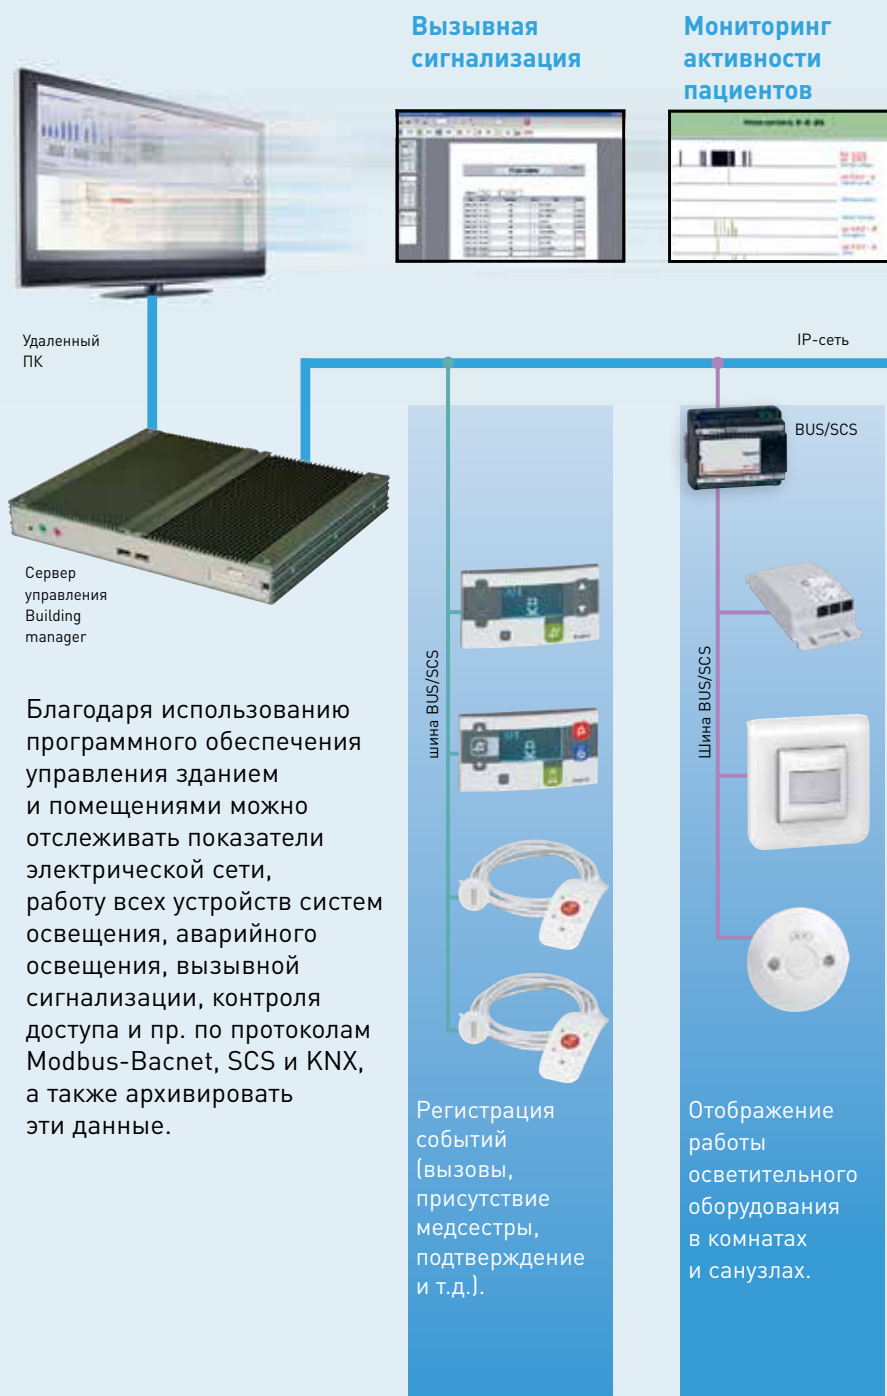 Вызывная
сигнализация
Мониторинг
активности
пациентов
Удаленный
ПК
IP-сеть
BUS/SCS
Сервер
управления
Building
manager
шина BUS/SCS
Шина BUS/SCS
Благодаря использованию
программного обеспечения
управления зданием
и помещениями можно
отслеживать показатели
электрической сети,
работу всех устройств систем
освещения, аварийного
освещения, вызывной
сигнализации, контроля
доступа и пр. по протоколам
Modbus-Bacnet, SCS и KNX,
а также архивировать
эти данные.
Регистрация
событий
(вызовы,
присутствие
медсестры,
подтверждение
и т.д.).
Отображение
работы
осветительного
оборудования
в комнатах
и санузлах.